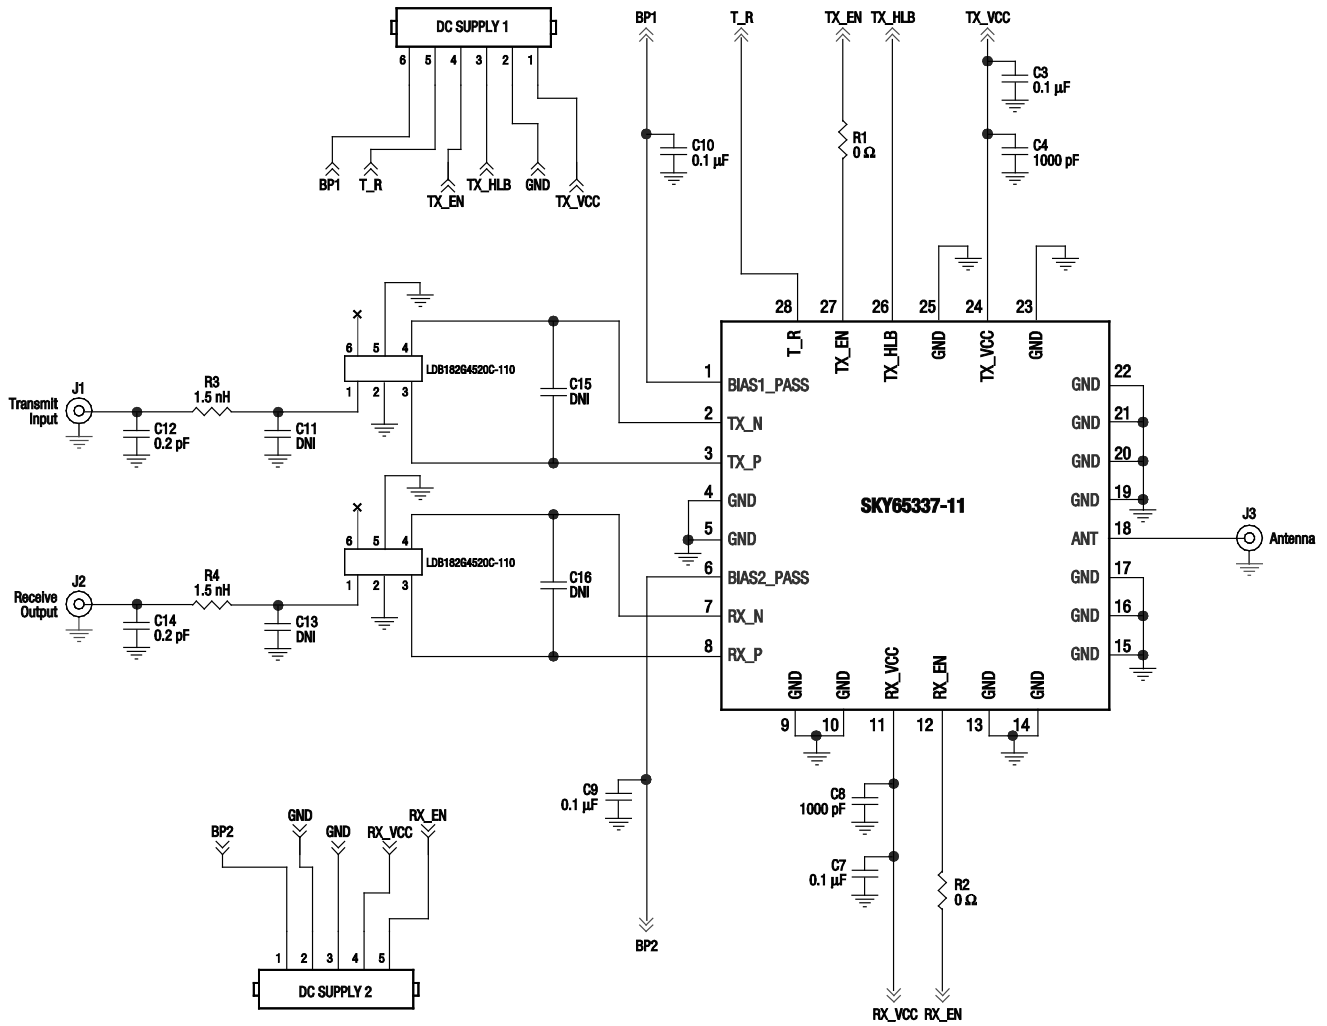 DC SUPPLY 1
6 5 4 3 2 1
BP1 T_R TX_EN TX_HLB GND TX_VCC
BP1 T_R TX_EN TX_HLB TX_VCC
C3
0.1 µF
C10
0.1 µF
R1
0 Ω
C4
1000 pF
28 27 26 25 24 23
T_R TX_EN TX_HLB GND TX_VCC GND
6 5 4
LDB182G4520C-110
1 2 3
J1
Transmit
Input
R3
1.5 nH
C12
0.2 pF
C11
DNI
C15
DNI
1 BIAS1_PASS
2 TX_N
3 TX_P
4 GND
5 GND
6 BIAS2_PASS
7 RX_N
8 RX_P
SKY65337-11
GND 22
GND 21
GND 20
GND 19
ANT 18
GND 17
GND 16
GND 15
J3
Antenna
6 5 4
LDB182G4520C-110
1 2 3
J2
Receive
Output
R4
1.5 nH
C14
0.2 pF
C13
DNI
C16
DNI
GND GND RX_VCC RX_EN GND GND
9 10 11 12 13 14
C9
0.1 µF
C8
1000 pF
C7
0.1 µF
R2
0 Ω
BP2
RX_VCC RX_EN
BP2 GND GND RX_VCC RX_EN
1 2 3 4 5
DC SUPPLY 2